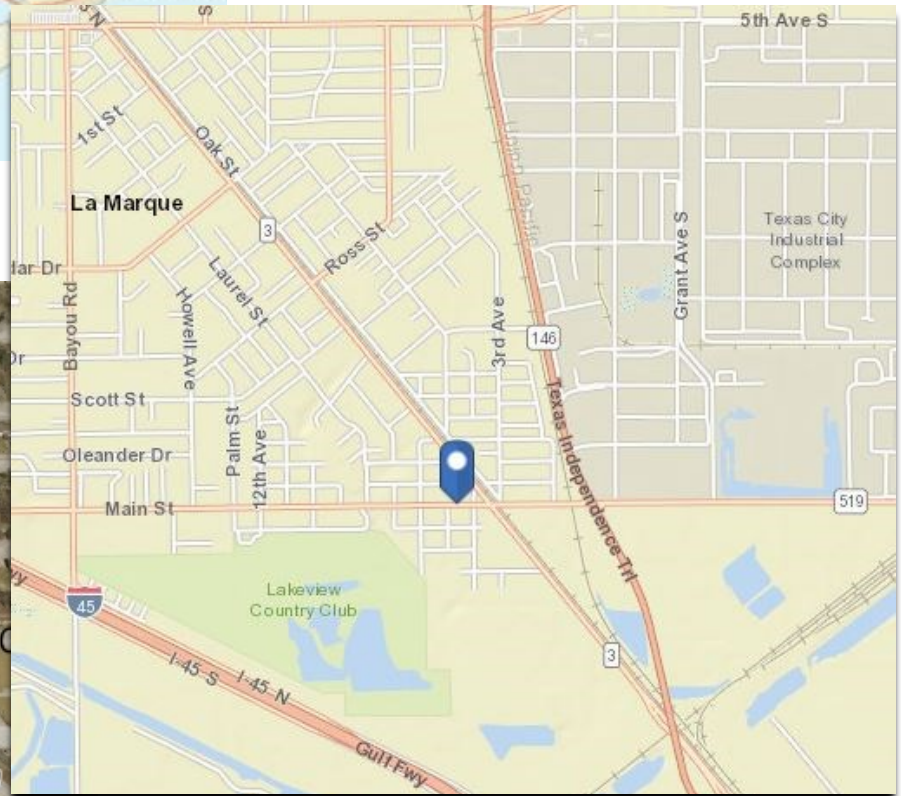 5th Ave S
1st St
Oak St
Union Pacific
La Marque
3
Ross St
Grant Ave S
Texas City
Industrial
Complex
Laurel St
Bayou Rd
Howell Ave
3rd Ave
146
Scott St
Palm St
12th Ave
Texas Independence Trl
Oleander Dr
Main St
519
Lakeview
Country Club
45
I-45 S
I-45 N
3
Gulf Fwy